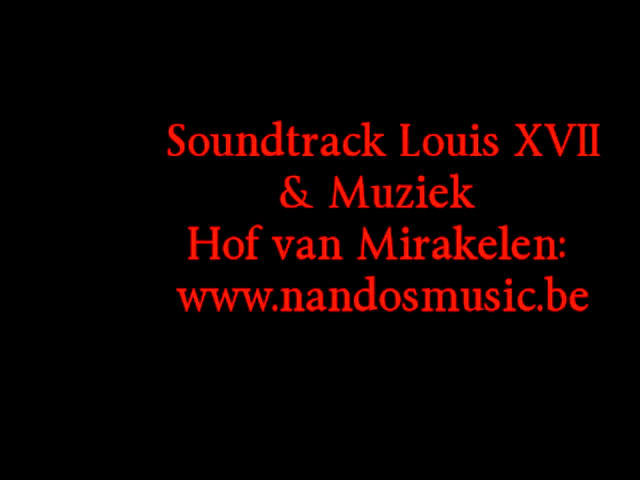 Soundtrack Louis XVII
& Muziek
Hof van Mirakelen:
www.nandosmusic.be